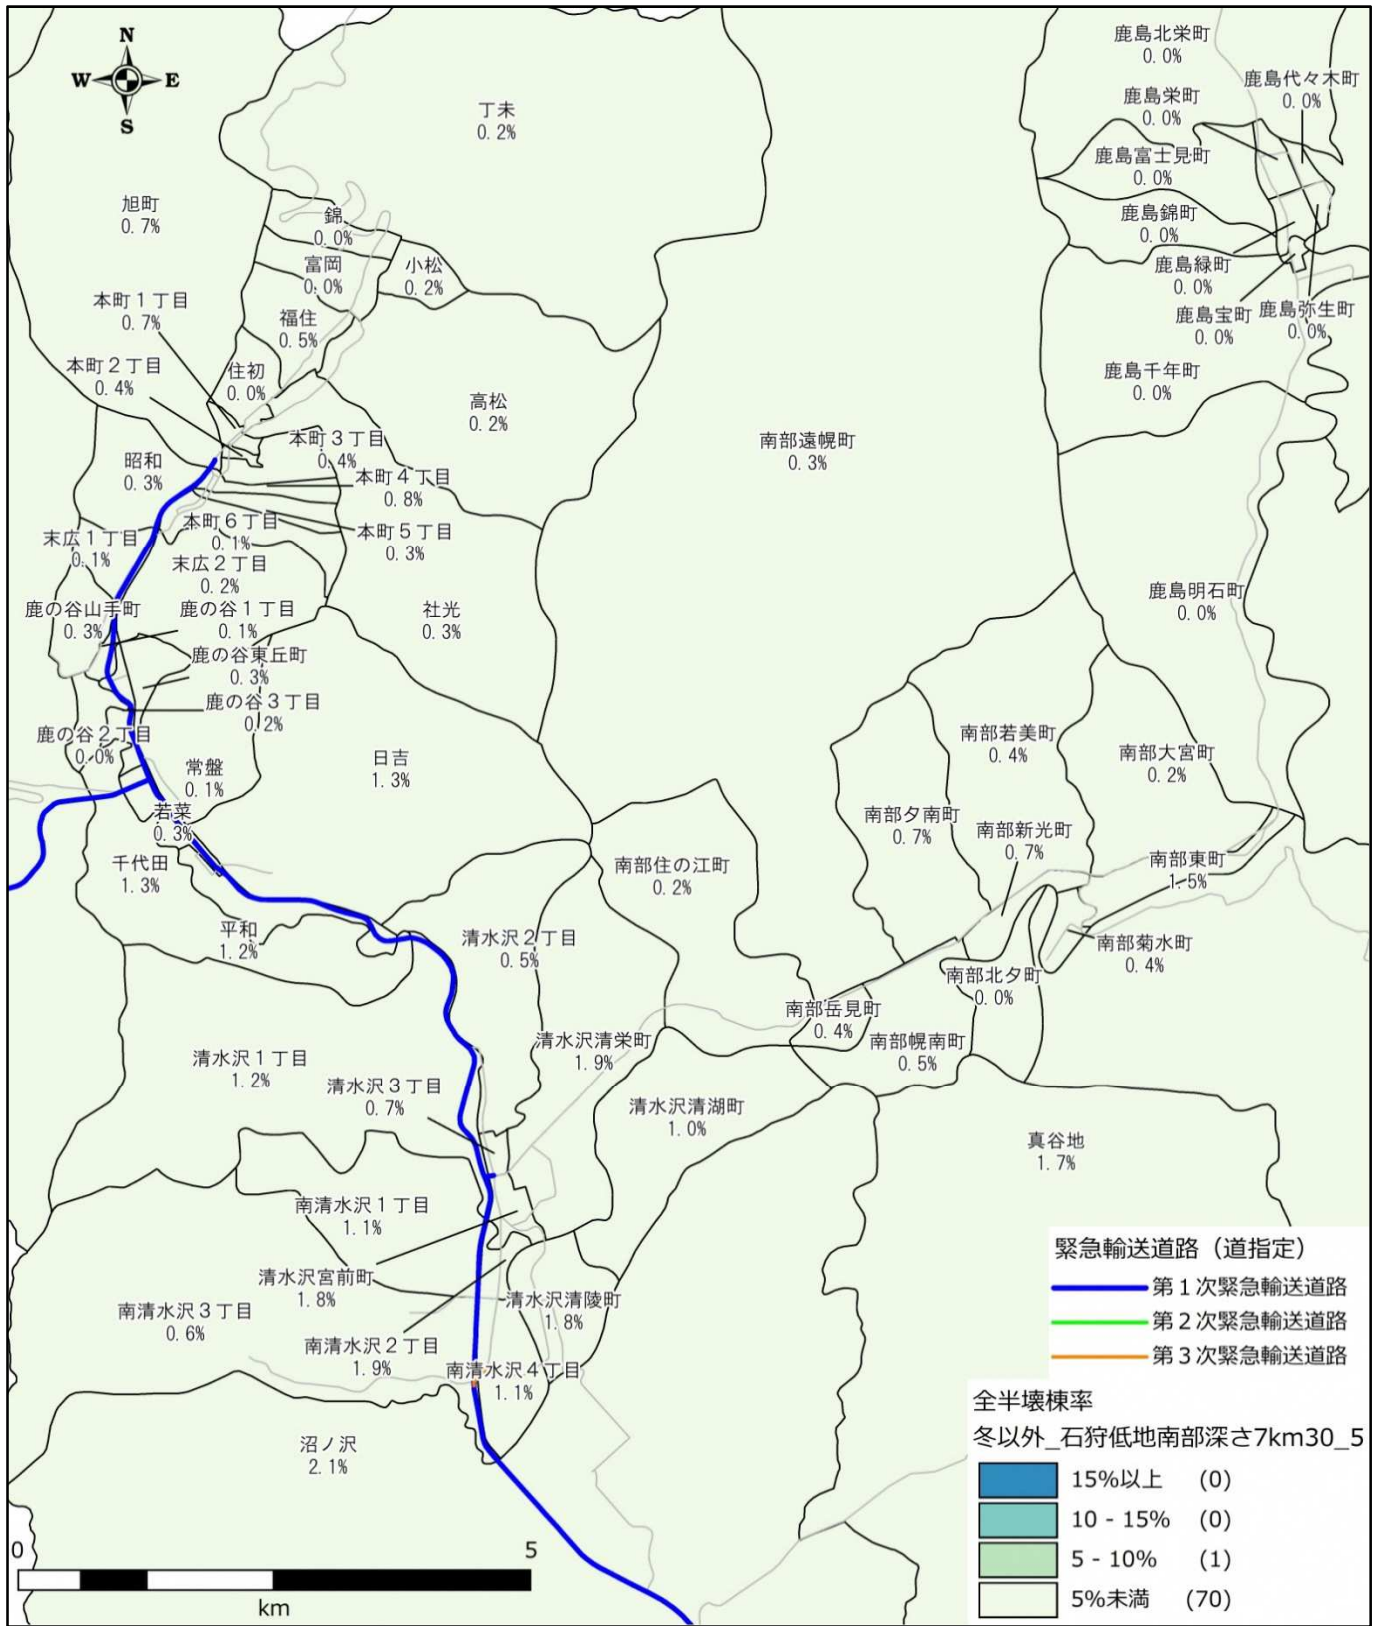 N
W E
S
丁未
0.2%
鹿島北栄町
0.0%
鹿島代々木町
0.0%
鹿島栄町
0.0%
鹿島富士見町
0.0%
旭町
0.7%
錦
0.0%
鹿島錦町
0.0%
富岡
0.0%
小松
0.2%
鹿島緑町
0.0%
本町1丁目
0.7%
福住
0.5%
鹿島宝町
0.0%
鹿島弥生町
0.0%
本町2丁目
0.4%
住初
0.0%
鹿島千年町
0.0%
高松
0.2%
本町3丁目
0.4%
南部遠幌町
0.3%
昭和
0.3%
本町4丁目
0.8%
本町6丁目
0.1%
本町5丁目
0.3%
末広1丁目
0.1%
末広2丁目
0.2%
鹿島明石町
0.0%
鹿の谷山手町
0.3%
鹿の谷1丁目
0.1%
社光
0.3%
鹿の谷東丘町
0.3%
鹿の谷3丁目
0.2%
鹿の谷2丁目
0.0%
南部若美町
0.4%
南部大宮町
0.2%
日吉
1.3%
常盤
0.1%
若菜
0.3%
南部夕南町
0.7%
南部新光町
0.7%
千代田
1.3%
南部住の江町
0.2%
南部東町
1.5%
平和
1.2%
清水沢2丁目
0.5%
南部菊水町
0.4%
南部北夕町
0.0%
南部岳見町
0.4%
清水沢清栄町
1.9%
南部幌南町
0.5%
清水沢1丁目
1.2%
清水沢3丁目
0.7%
清水沢清湖町
1.0%
真谷地
1.7%
南清水沢1丁目
1.1%
清水沢宮前町
1.8%
清水沢清陵町
1.8%
南清水沢3丁目
0.6%
南清水沢2丁目
1.9%
南清水沢4丁目
1.1%
沼ノ沢
2.1%
緊急輸送道路（道指定）
第1次緊急輸送道路
第2次緊急輸送道路
第3次緊急輸送道路
全半壊棟率
冬以外_石狩低地南部深さ7km30_5
15%以上 (0)
10 - 15% (0)
5 - 10% (1)
5%未満 (70)
0 5
km